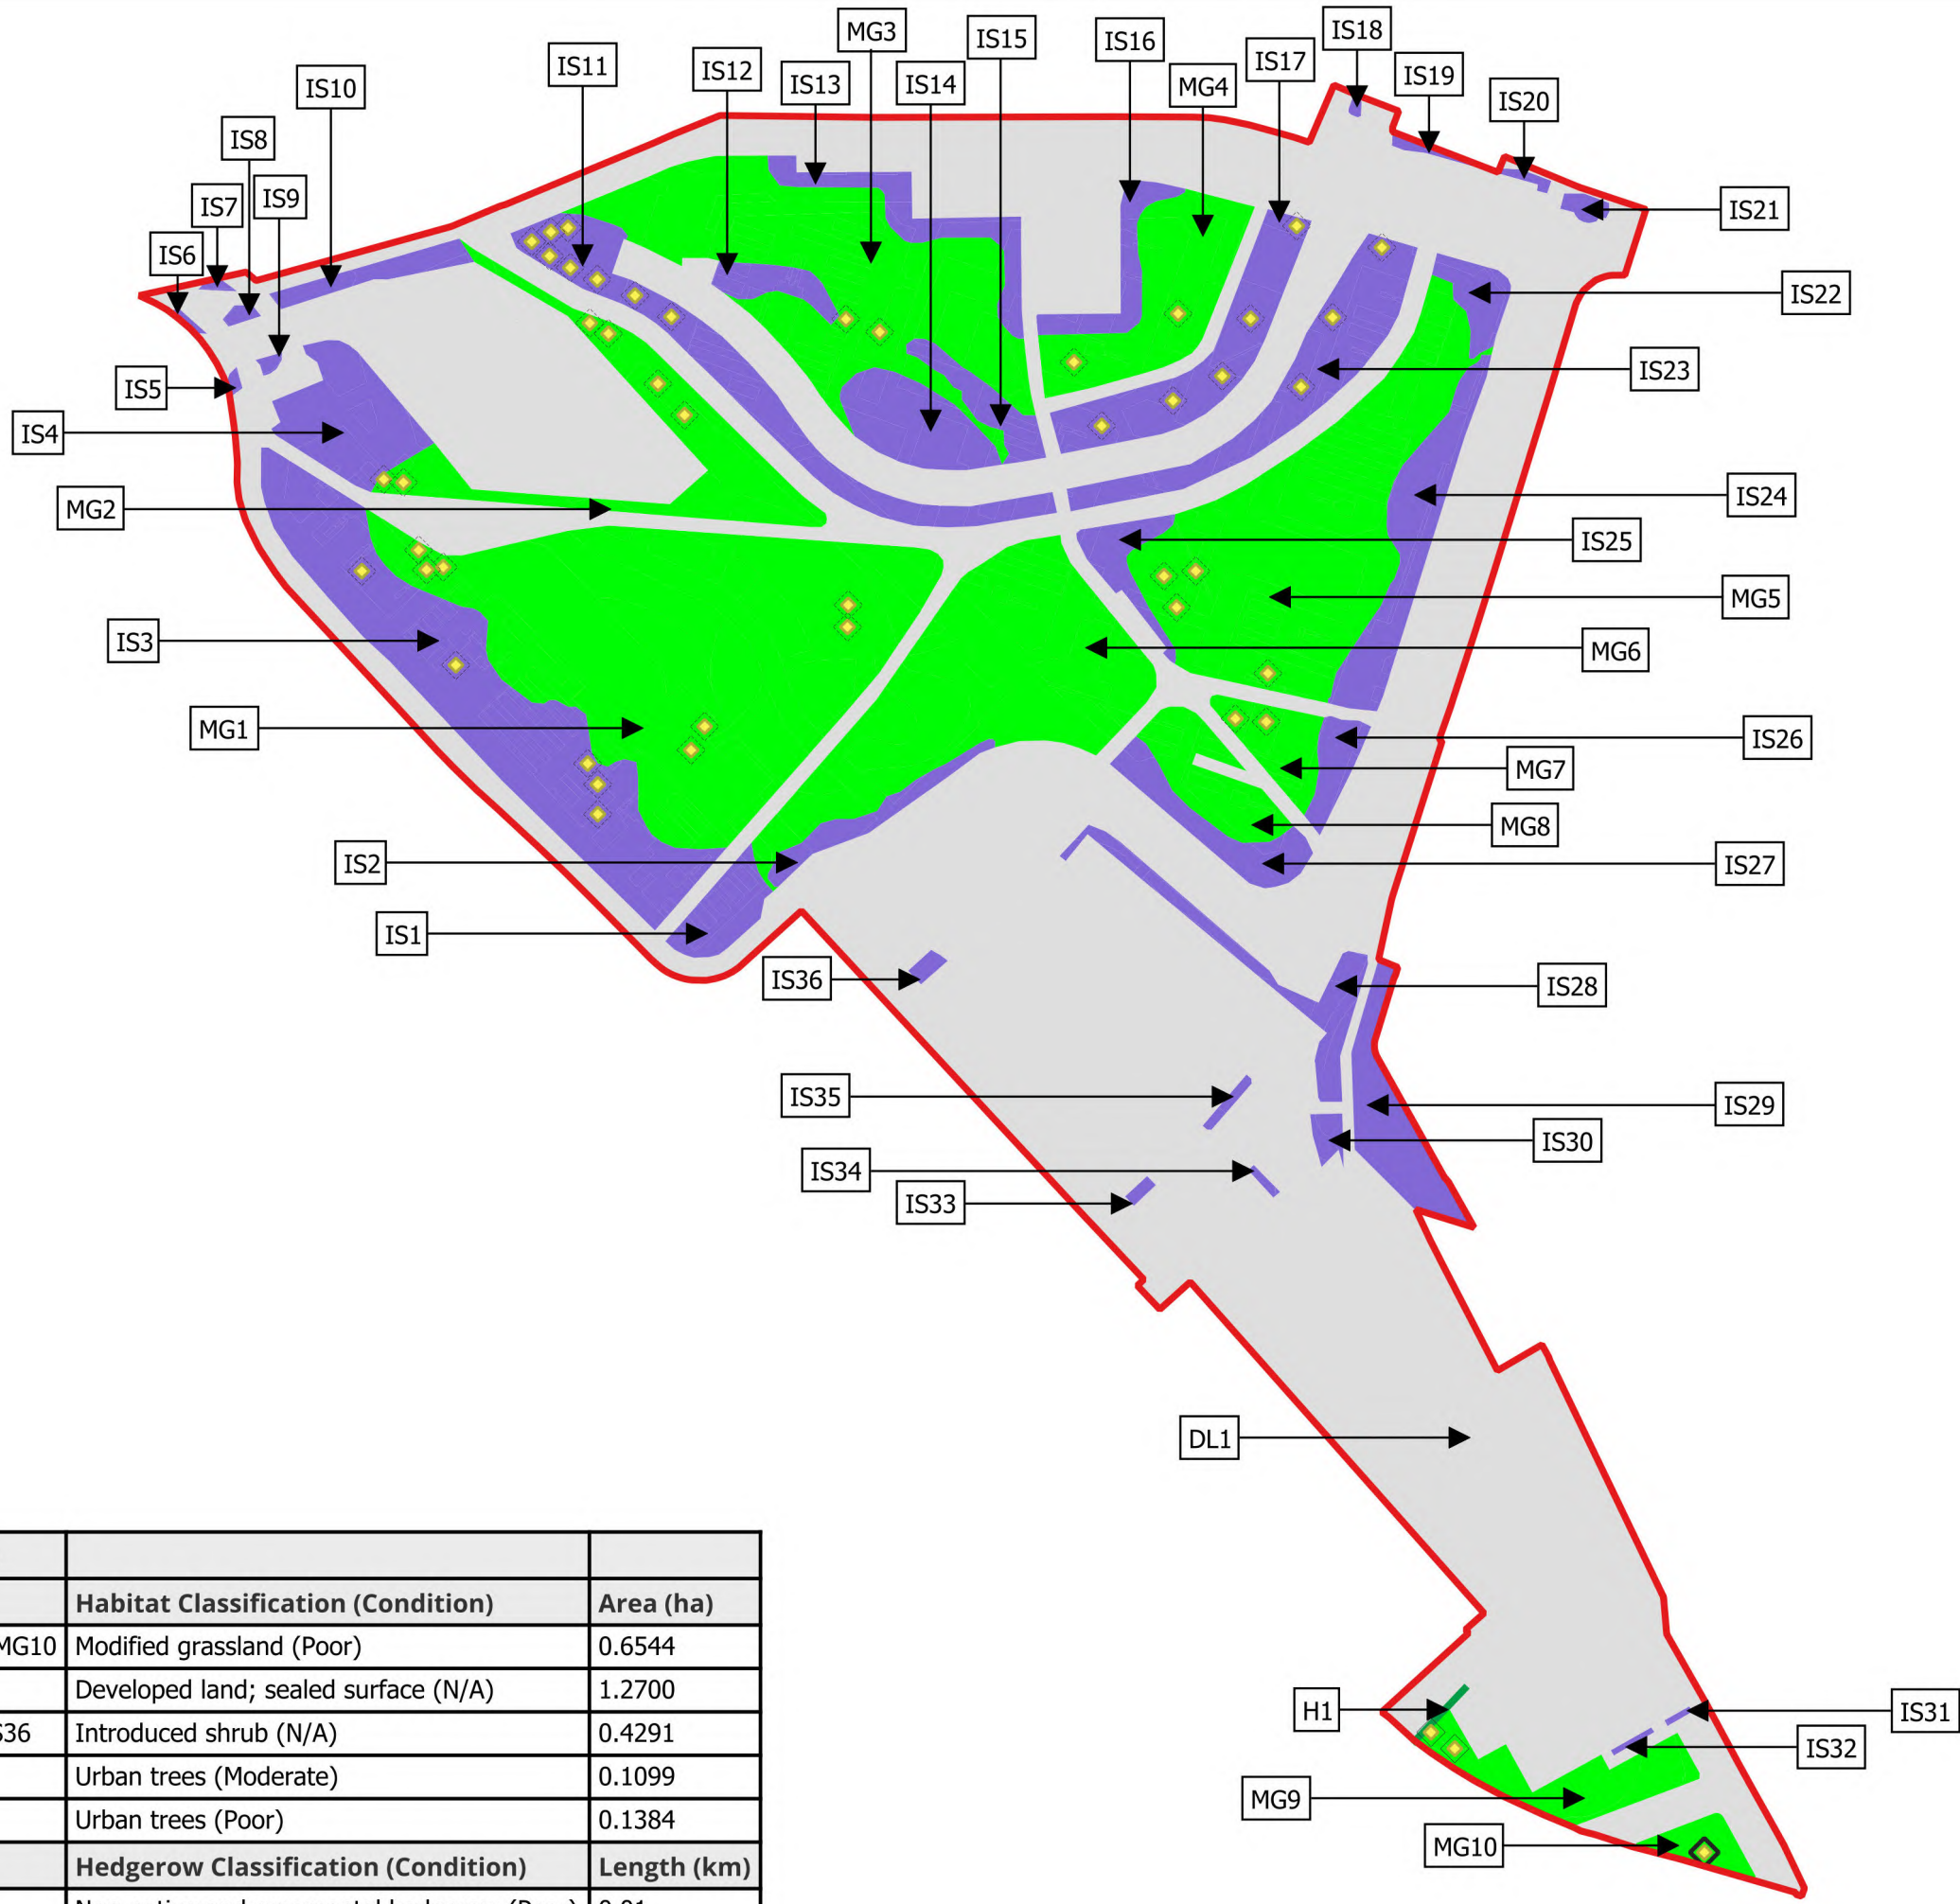 IS18
MG3
IS15
IS16
IS11
IS17
IS12
IS19
IS10
IS13
IS14
MG4
IS20
IS8
IS9
IS7
IS21
IS6
IS22
IS23
IS5
IS4
IS24
MG2
IS25
MG5
IS3
MG6
MG1
IS26
MG7
MG8
IS2
IS27
IS1
IS36
IS28
IS35
IS29
IS30
IS34
IS33
DL1
H1
IS31
IS32
MG9
MG10
Habitat Classification (Condition) Area (ha)
MG10 Modified grassland (Poor) 0.6544
Developed land; sealed surface (N/A) 1.2700
S36 Introduced shrub (N/A) 0.4291
Urban trees (Moderate) 0.1099
Urban trees (Poor) 0.1384
Hedgerow Classification (Condition) Length (km)